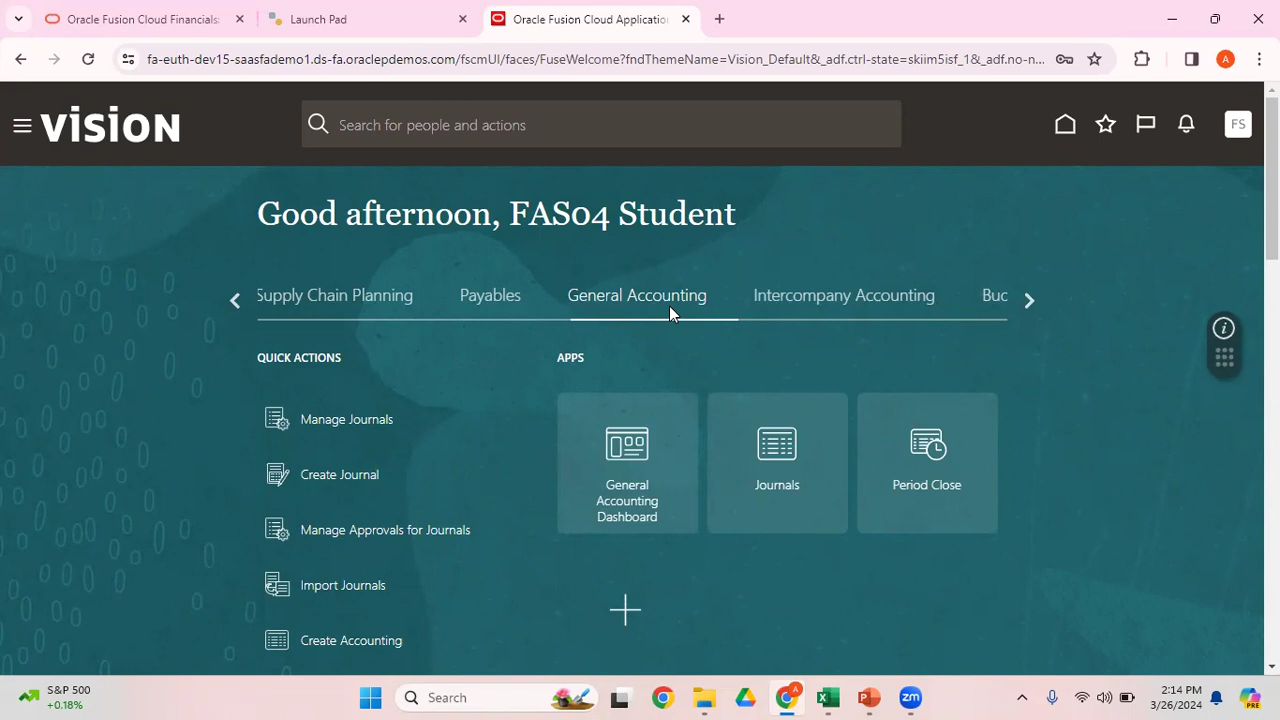 Oracle Fusion Cloud Financials:
Launch Pad
Oracle Fusion Cloud Application
fa-euth-dev15-saasfademo1.ds-fa.oraclepdemos.com/fscmUI/faces/FuseWelcome?fndThemeName=Vision_Default&_adf.ctrl-state=skiim5isf_1&_adf.no-n...
A
vision
Search for people and actions
FS
Good afternoon, FAS04 Student
Supply Chain Planning
Payables
General Accounting
Intercompany Accounting
Buc
QUICK ACTIONS
APPS
Manage Journals
Create Journal
Manage Approvals for Journals
Import Journals
Create Accounting
General
Accounting
Dashboard
Journals
Period Close
S&P 500
+0.18%
Search
2:14 PM
3/26/2024